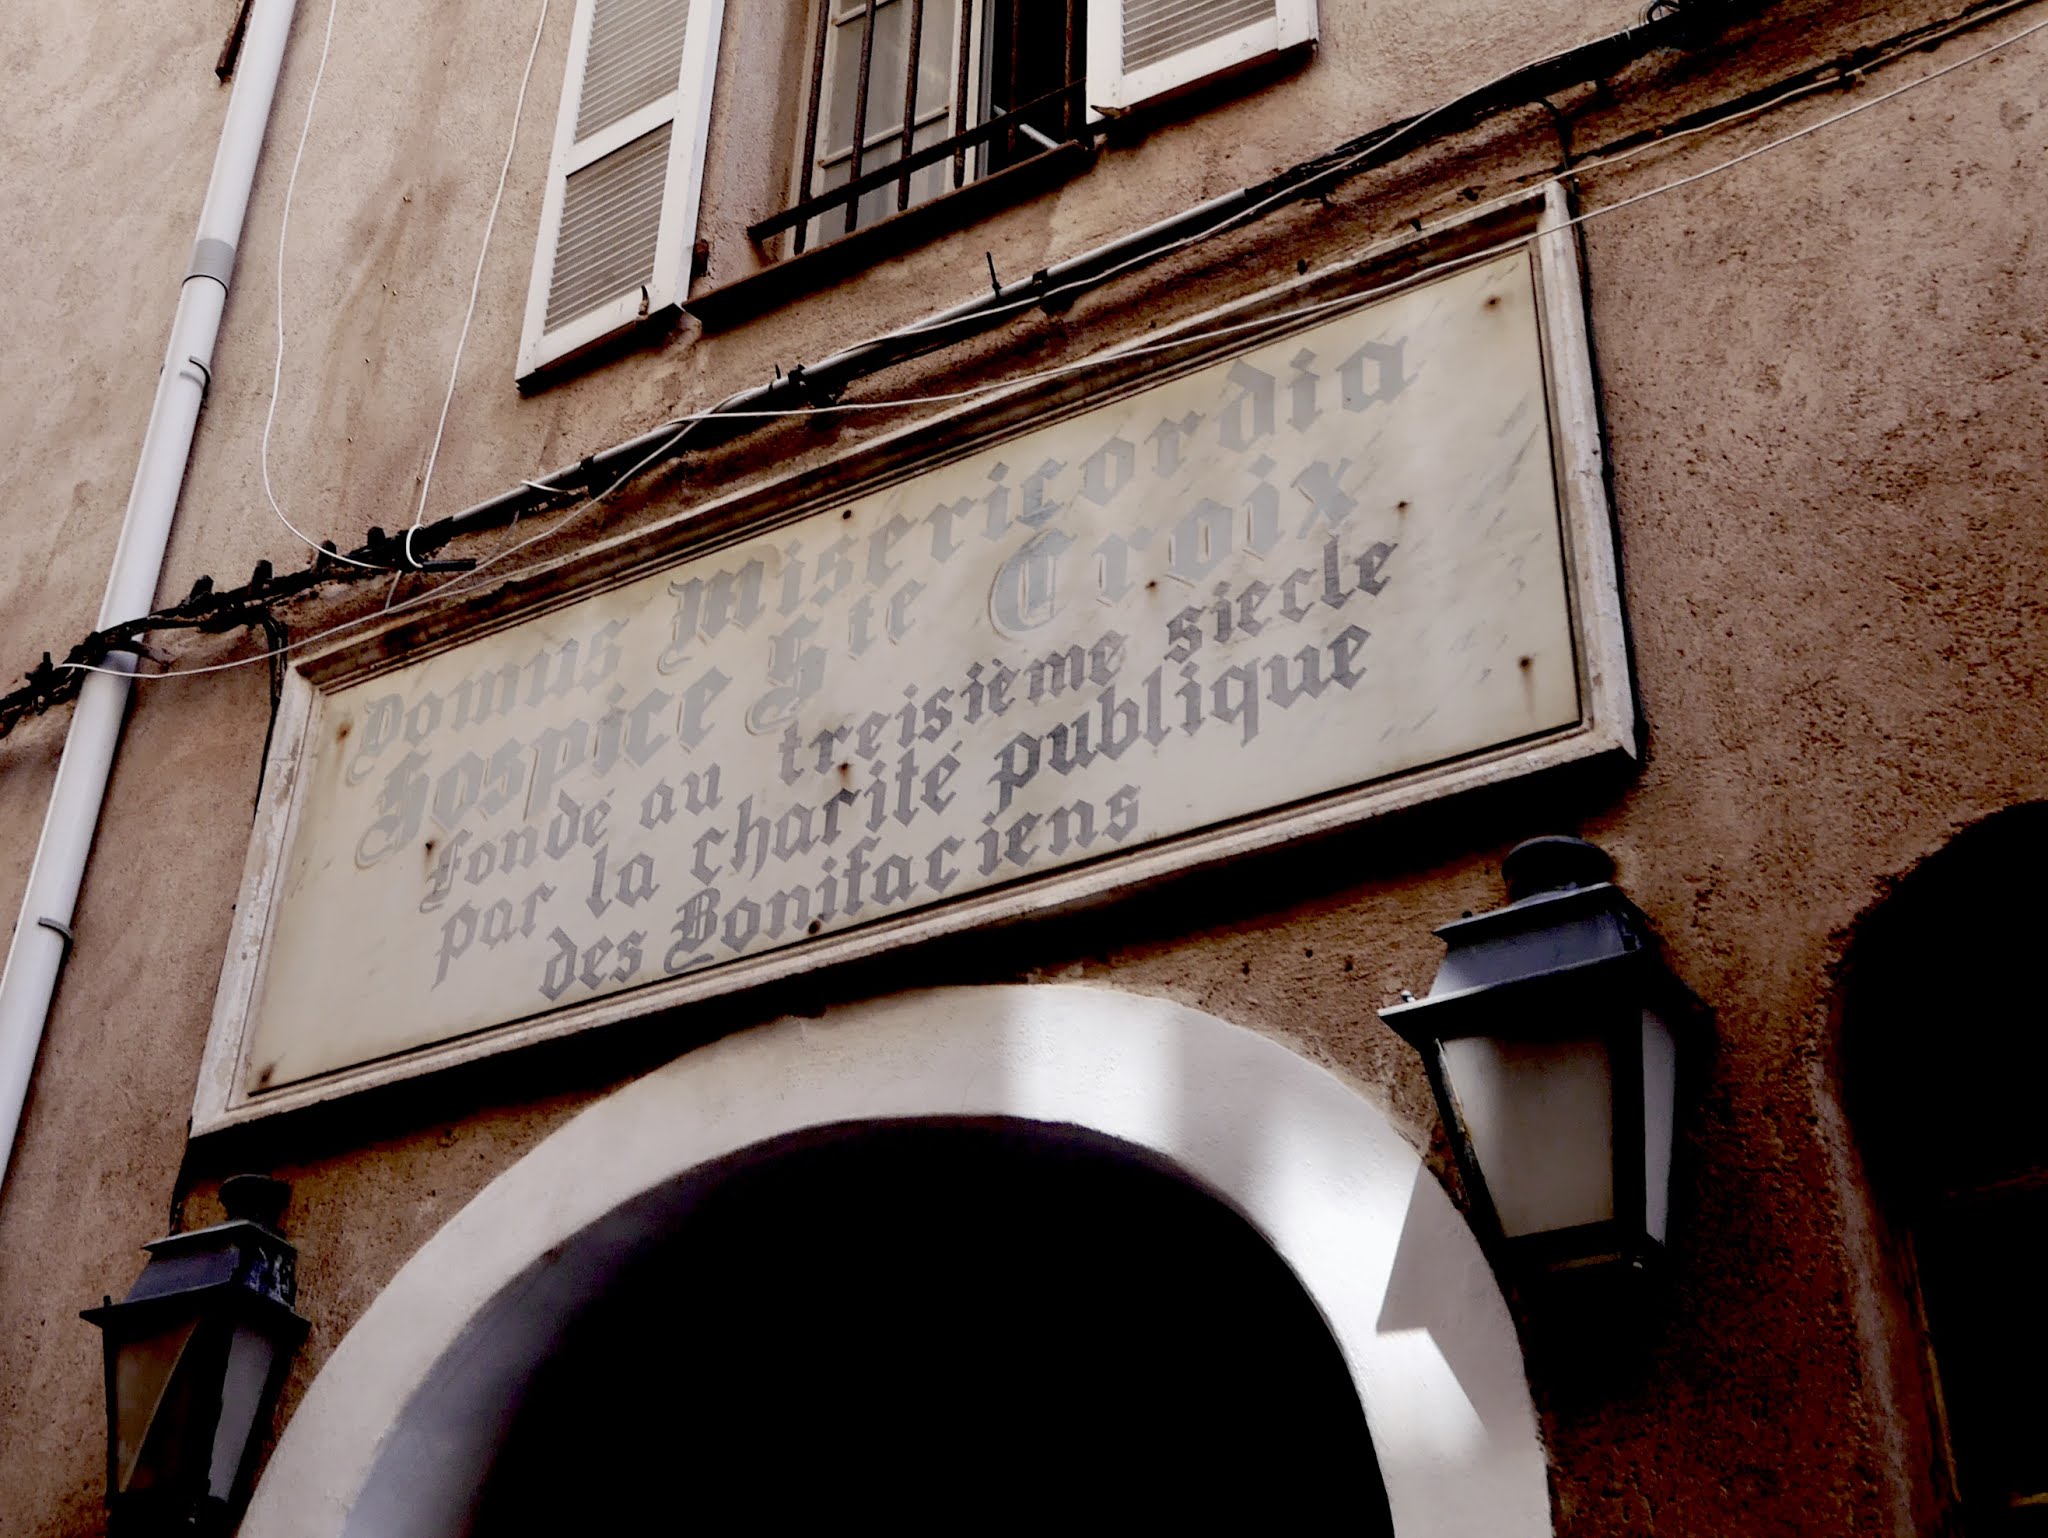 Domus Misericordia
Hospice Ste Croix
fondé au treisième siecle
par la charité publique
des Bonifaciens